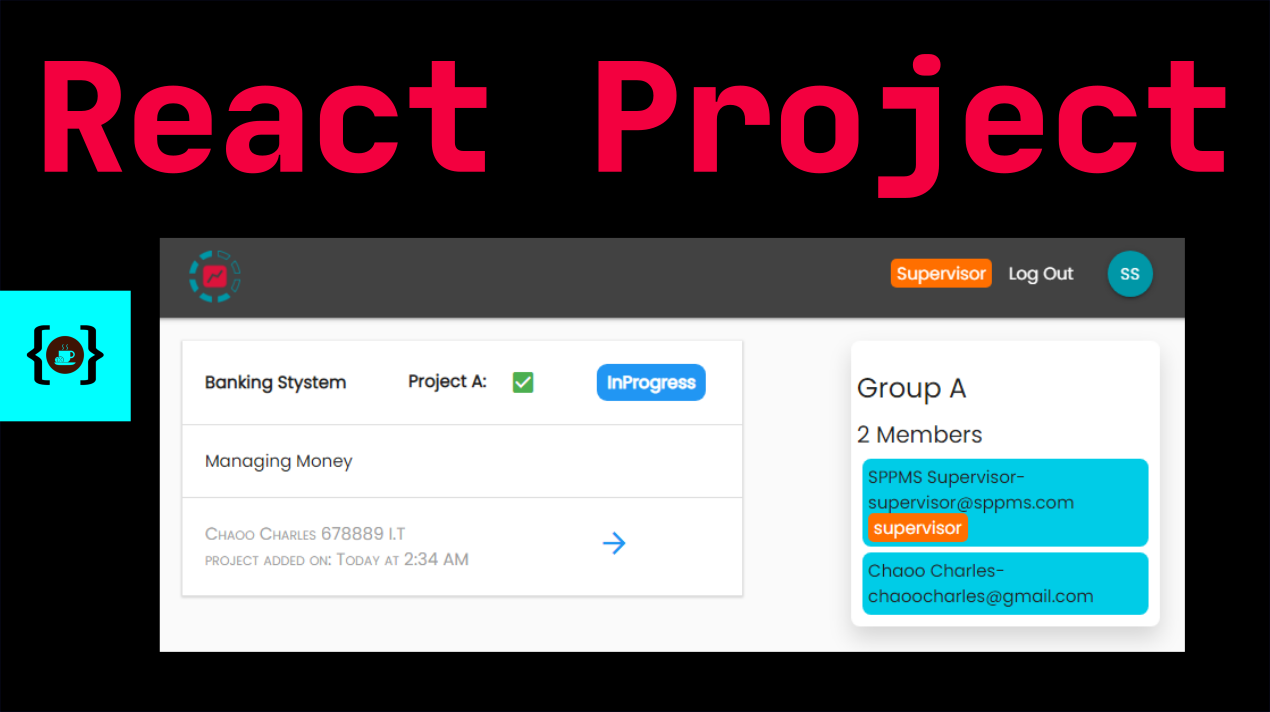 React Project
Supervisor Log Out SS
Banking Stystem Project A: InProgress
Managing Money
Chaoo Charles 678889 I.T
project added on: Today at 2:34 AM
Group A
2 Members
SPPMS Supervisor-
supervisor@sppms.com
supervisor
Chaoo Charles-
chaoocharles@gmail.com